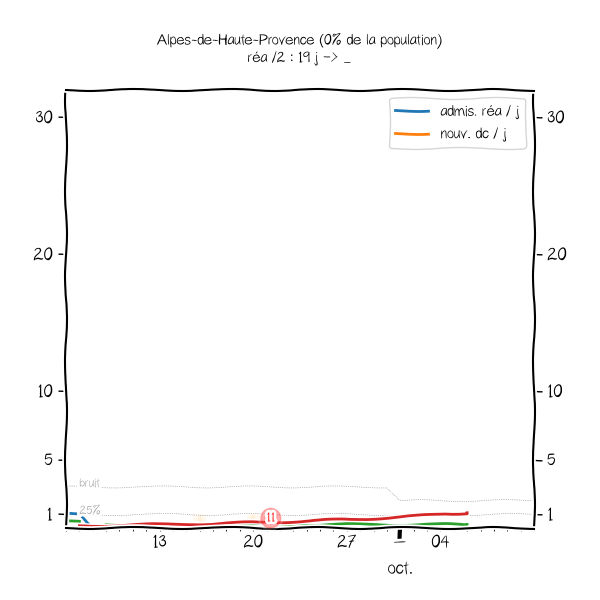 Alpes-de-Haute-Provence (0% de la population)
réa /2 : 19 j -> _
admis. réa / j
nouv. dc / j
30
30
20
20
10
10
5
5
bruit
25%
1
11
1
13
20
27
_
04
oct.